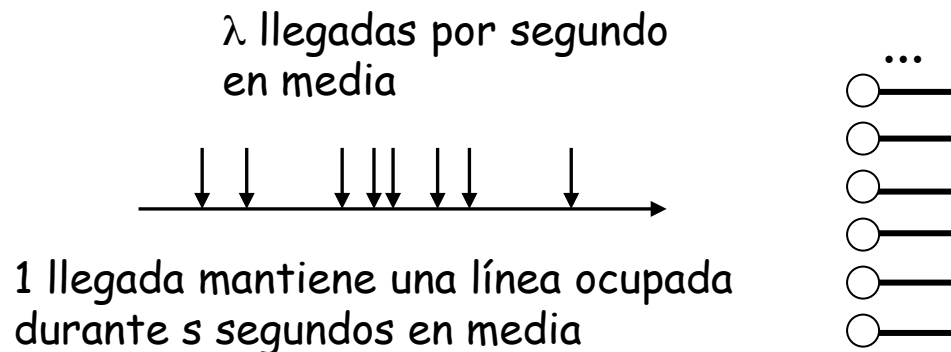 λ llegadas por segundo
en media
...
1 llegada mantiene una línea ocupada
durante s segundos en media